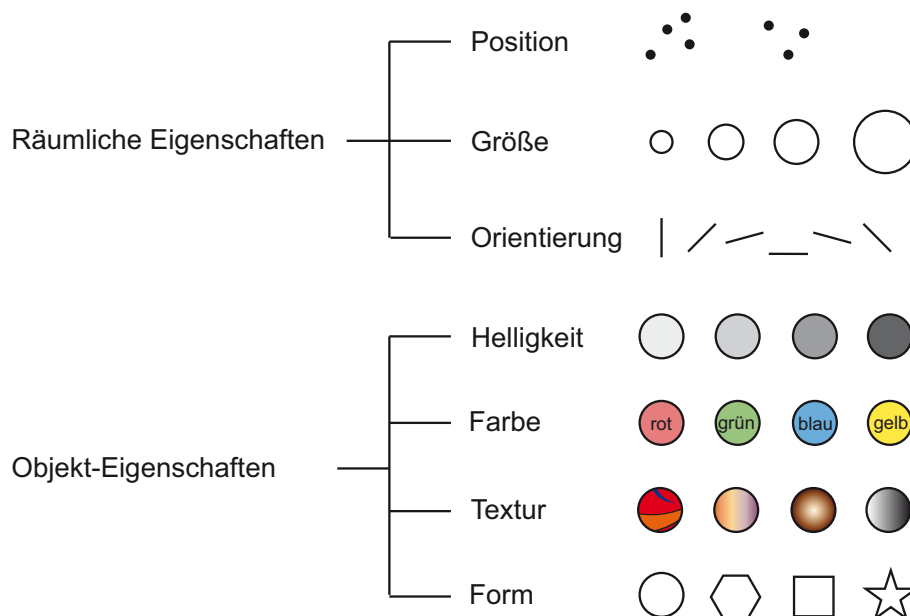 Position
Räumliche Eigenschaften
Größe
Orientierung
Helligkeit
Farbe
rot
grün
blau
gelb
Objekt-Eigenschaften
Textur
Form